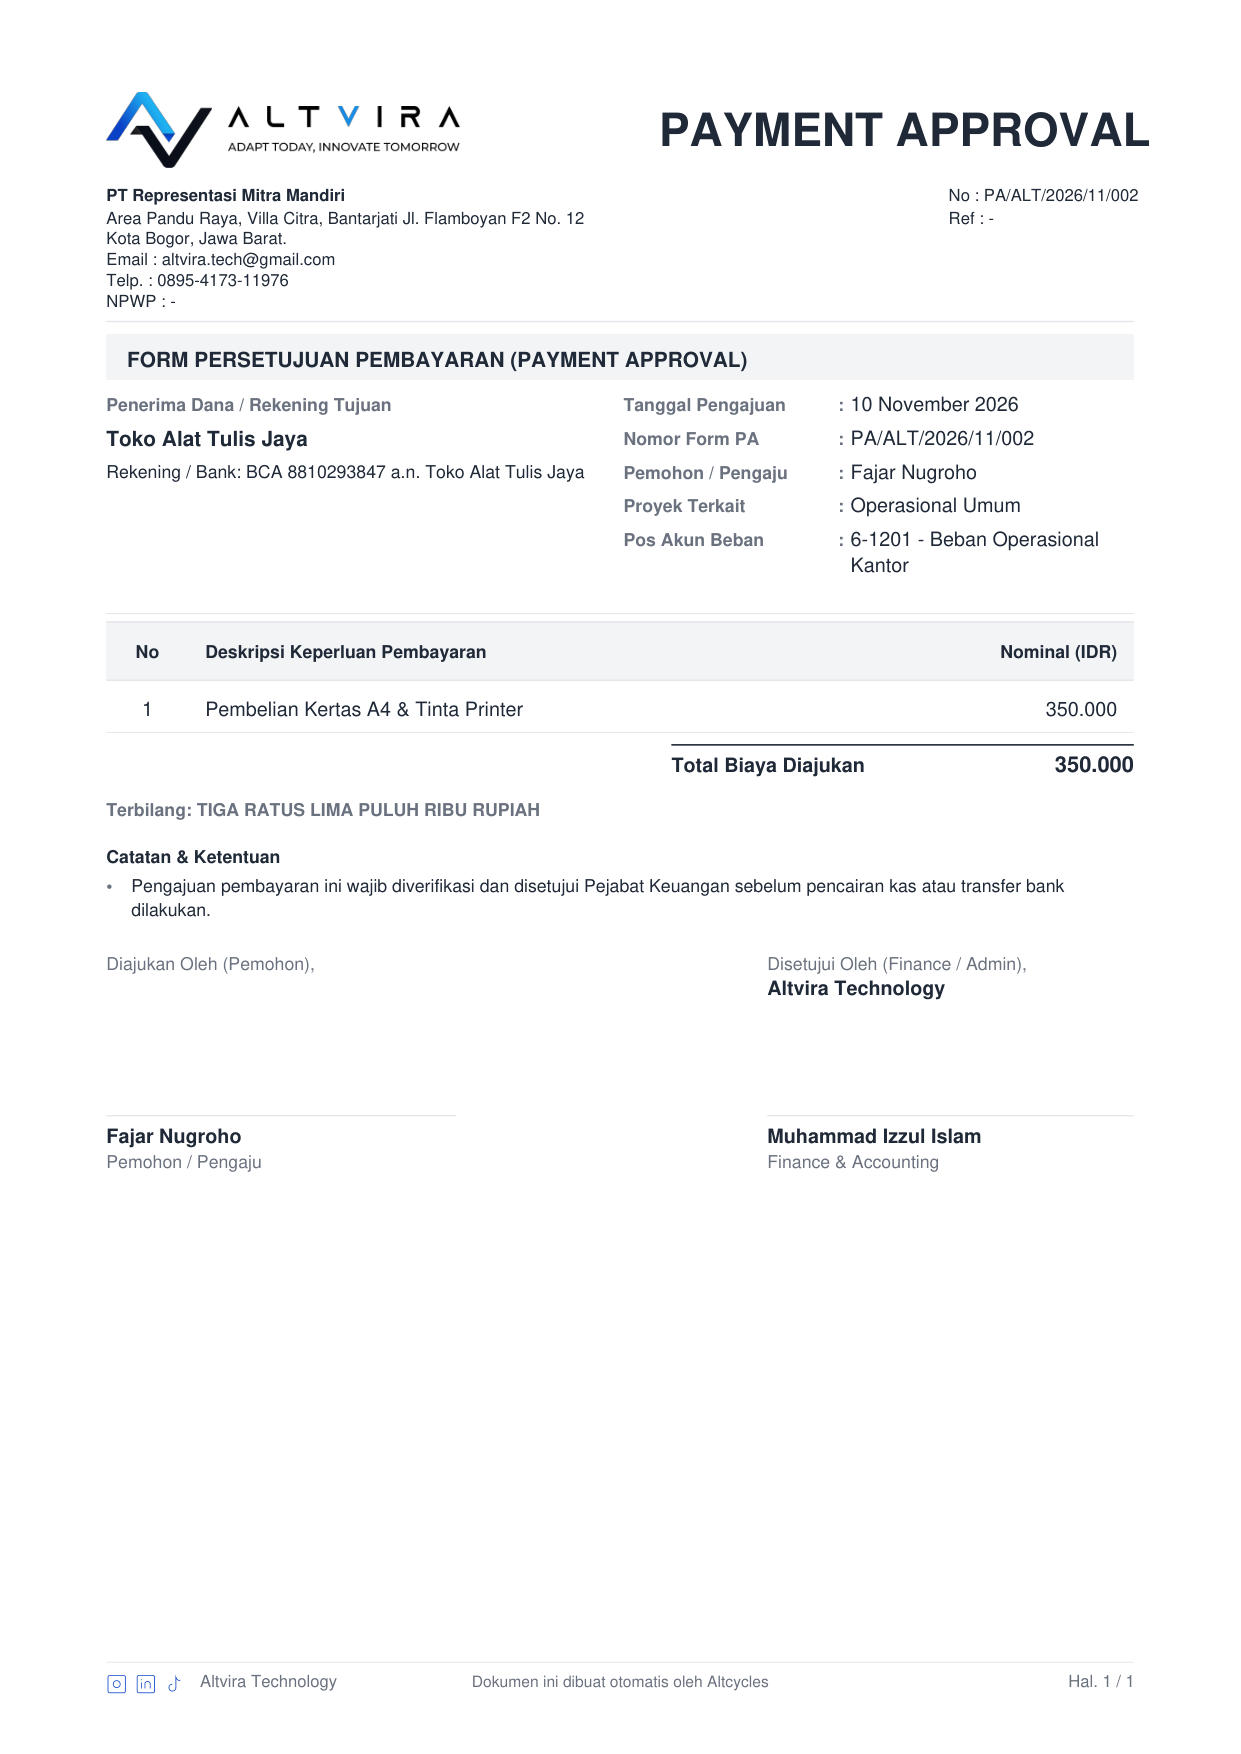 ALTVIRA
ADAPT TODAY, INNOVATE TOMORROW
PAYMENT APPROVAL
PT Representasi Mitra Mandiri
Area Pandu Raya, Villa Citra, Bantarjati Jl. Flamboyan F2 No. 12
Kota Bogor, Jawa Barat.
Email : altvira.tech@gmail.com
Telp. : 0895-4173-11976
NPWP : -
No : PA/ALT/2026/11/002
Ref : -
FORM PERSETUJUAN PEMBAYARAN (PAYMENT APPROVAL)
Penerima Dana / Rekening Tujuan
Toko Alat Tulis Jaya
Rekening / Bank: BCA 8810293847 a.n. Toko Alat Tulis Jaya
Tanggal Pengajuan : 10 November 2026
Nomor Form PA : PA/ALT/2026/11/002
Pemohon / Pengaju : Fajar Nugroho
Proyek Terkait : Operasional Umum
Pos Akun Beban : 6-1201 - Beban Operasional
Kantor
No Deskripsi Keperluan Pembayaran Nominal (IDR)
1 Pembelian Kertas A4 & Tinta Printer 350.000
Total Biaya Diajukan 350.000
Terbilang: TIGA RATUS LIMA PULUH RIBU RUPIAH
Catatan & Ketentuan
• Pengajuan pembayaran ini wajib diverifikasi dan disetujui Pejabat Keuangan sebelum pencairan kas atau transfer bank
dilakukan.
Diajukan Oleh (Pemohon),
Disetujui Oleh (Finance / Admin),
Altvira Technology
Fajar Nugroho
Pemohon / Pengaju
Muhammad Izzul Islam
Finance & Accounting
in Altvira Technology Dokumen ini dibuat otomatis oleh Altcycles Hal. 1 / 1